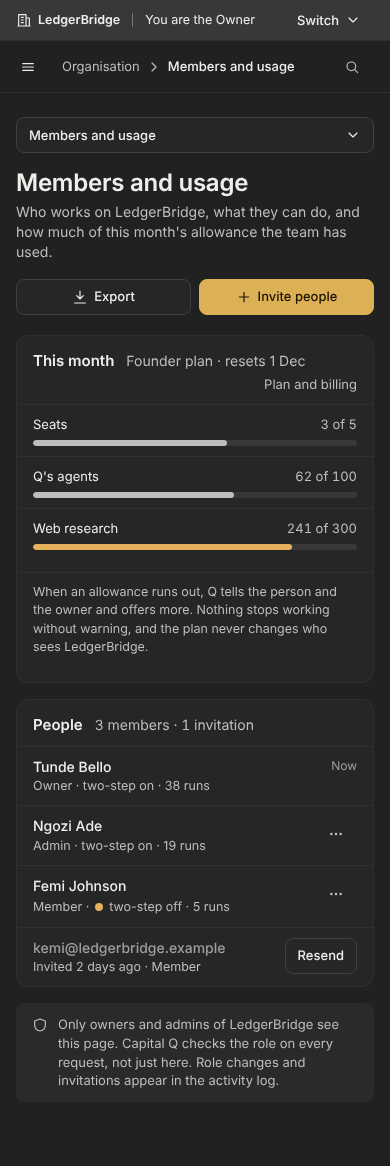 LedgerBridge You are the Owner Switch
Organisation Members and usage
Members and usage
Members and usage
Who works on LedgerBridge, what they can do, and
how much of this month's allowance the team has
used.
Export Invite people
This month Founder plan · resets 1 Dec
Plan and billing
Seats 3 of 5
Q's agents 62 of 100
Web research 241 of 300
When an allowance runs out, Q tells the person and
the owner and offers more. Nothing stops working
without warning, and the plan never changes who
sees LedgerBridge.
People 3 members · 1 invitation
Tunde Bello Now
Owner · two-step on · 38 runs
Ngozi Ade
Admin · two-step on · 19 runs
Femi Johnson
Member · two-step off · 5 runs
kemi@ledgerbridge.example
Invited 2 days ago · Member
Resend
Only owners and admins of LedgerBridge see
this page. Capital Q checks the role on every
request, not just here. Role changes and
invitations appear in the activity log.